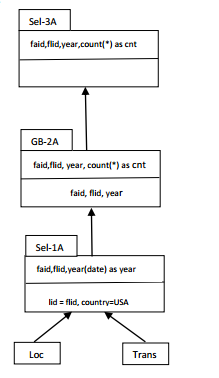 Sel-3A
faid,flid,year,count(*) as cnt
GB-2A
faid,flid, year, count(*) as cnt
faid, flid, year
Sel-1A
faid,flid,year(date) as year
lid = flid, country=USA
Loc
Trans